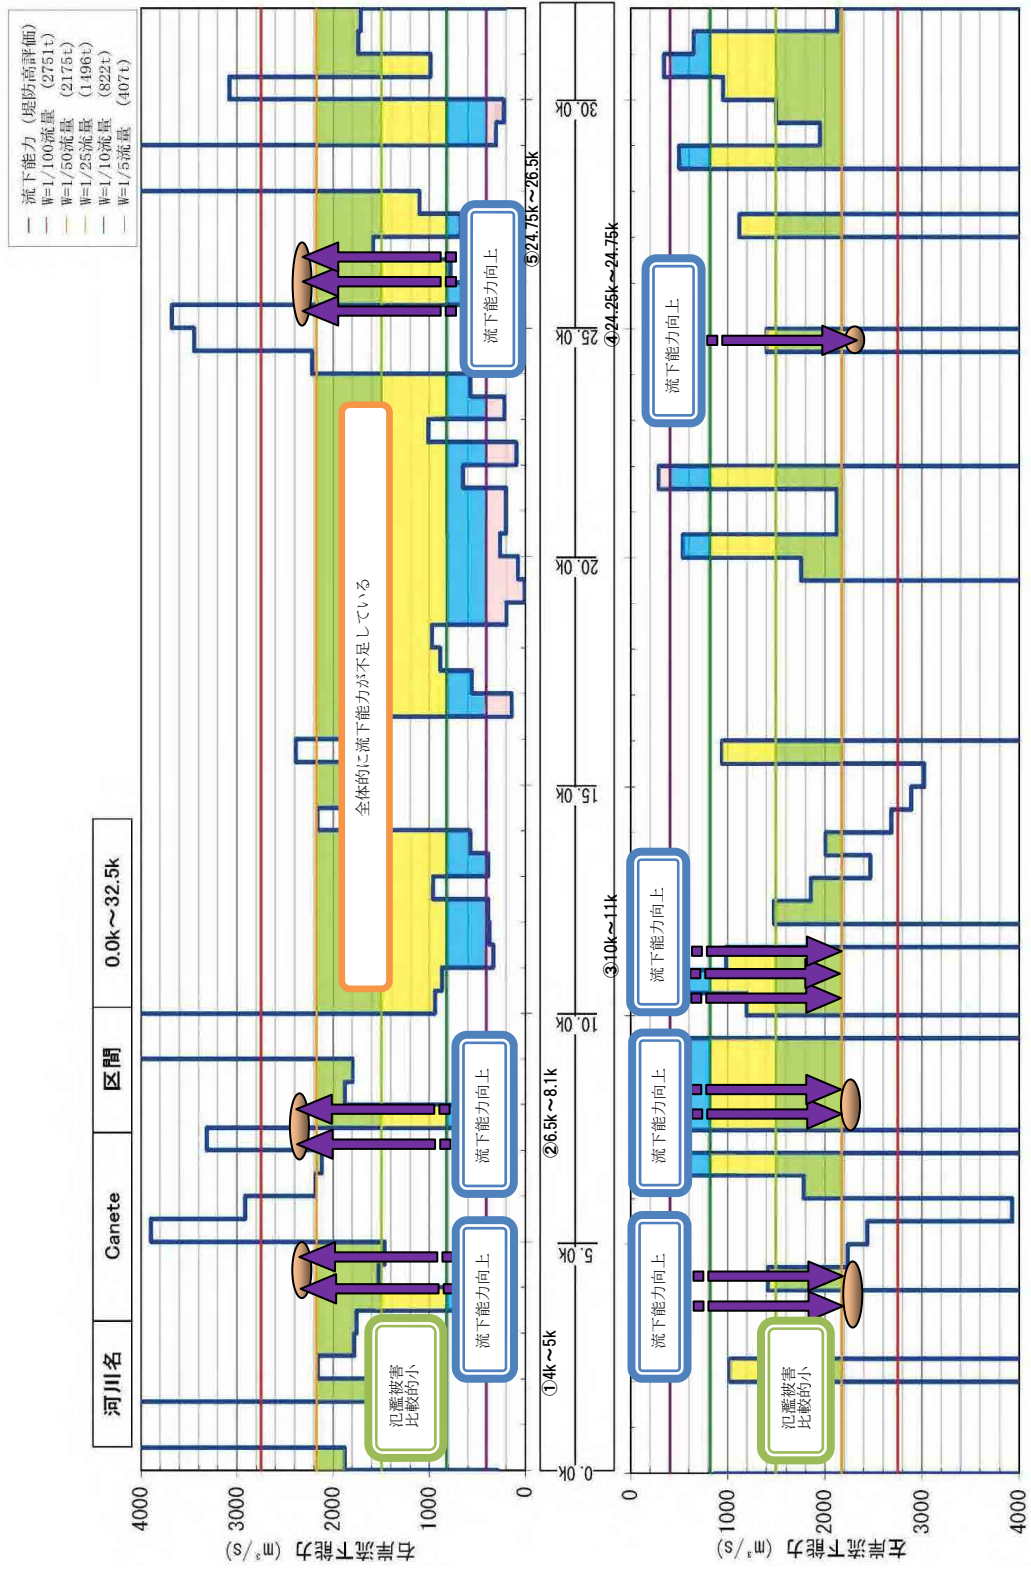 河川名 Canete 区間 0.0k～32.5k
流下能力 (堤防高評価)
W=1/100流量 (2751t)
W=1/50流量 (2175t)
W=1/25流量 (1496t)
W=1/10流量 (822t)
W=1/5流量 (407t)
右岸流下能力 (m³/s)
4000
3000
2000
1000
0
氾濫被害
比較的小
流下能力向上
流下能力向上
全体的に流下能力が不足している
流下能力向上
①4k～5k
②6.5k～8.1k
⑤24.75k～26.5k
0.0k 5.0k 10.0k 15.0k 20.0k 25.0k 30.0k
③10k～11k
④24.25k～24.75k
左岸流下能力 (m³/s)
0
1000
2000
3000
4000
氾濫被害
比較的小
流下能力向上
流下能力向上
流下能力向上
流下能力向上